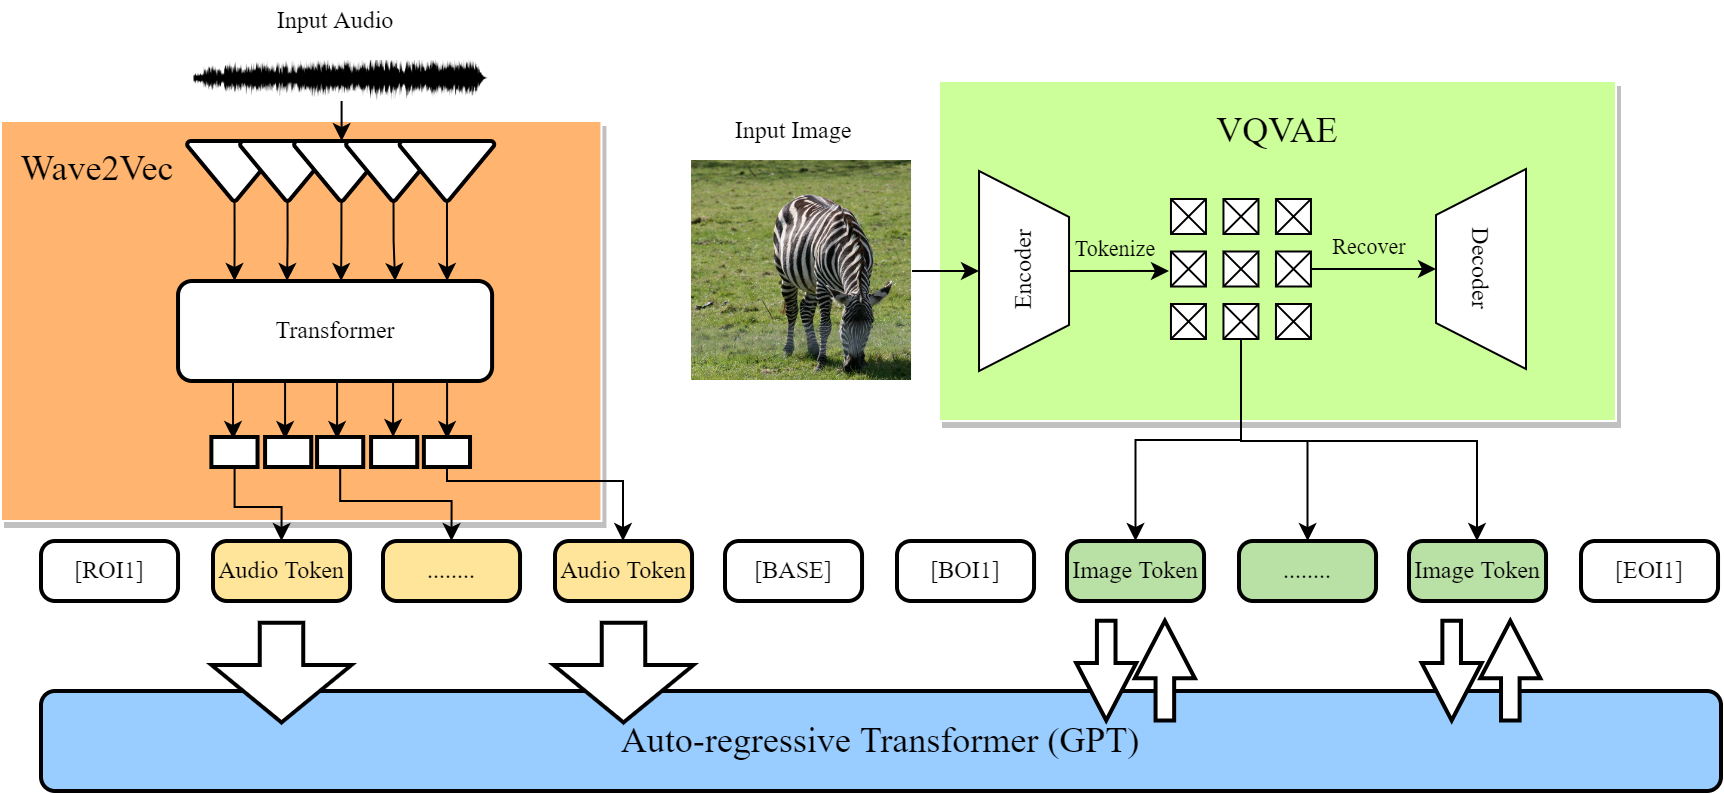 Input Audio
Wave2Vec
Transformer
Input Image
VQVAE
Encoder
Tokenize
Recover
Decoder
[ROI1]
Audio Token
........
Audio Token
[BASE]
[BOI1]
Image Token
........
Image Token
[EOI1]
Auto-regressive Transformer (GPT)